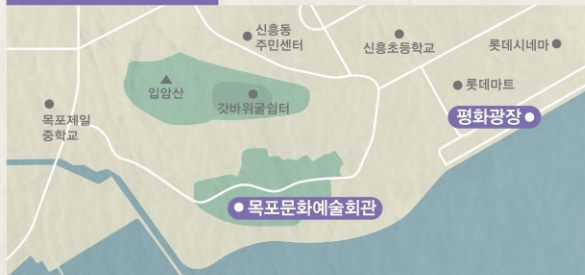 신흥동
주민센터
신흥초등학교
롯데시네마
입암산
갓바위굴쉼터
롯데마트
목포제일
중학교
평화광장
목포문화예술회관